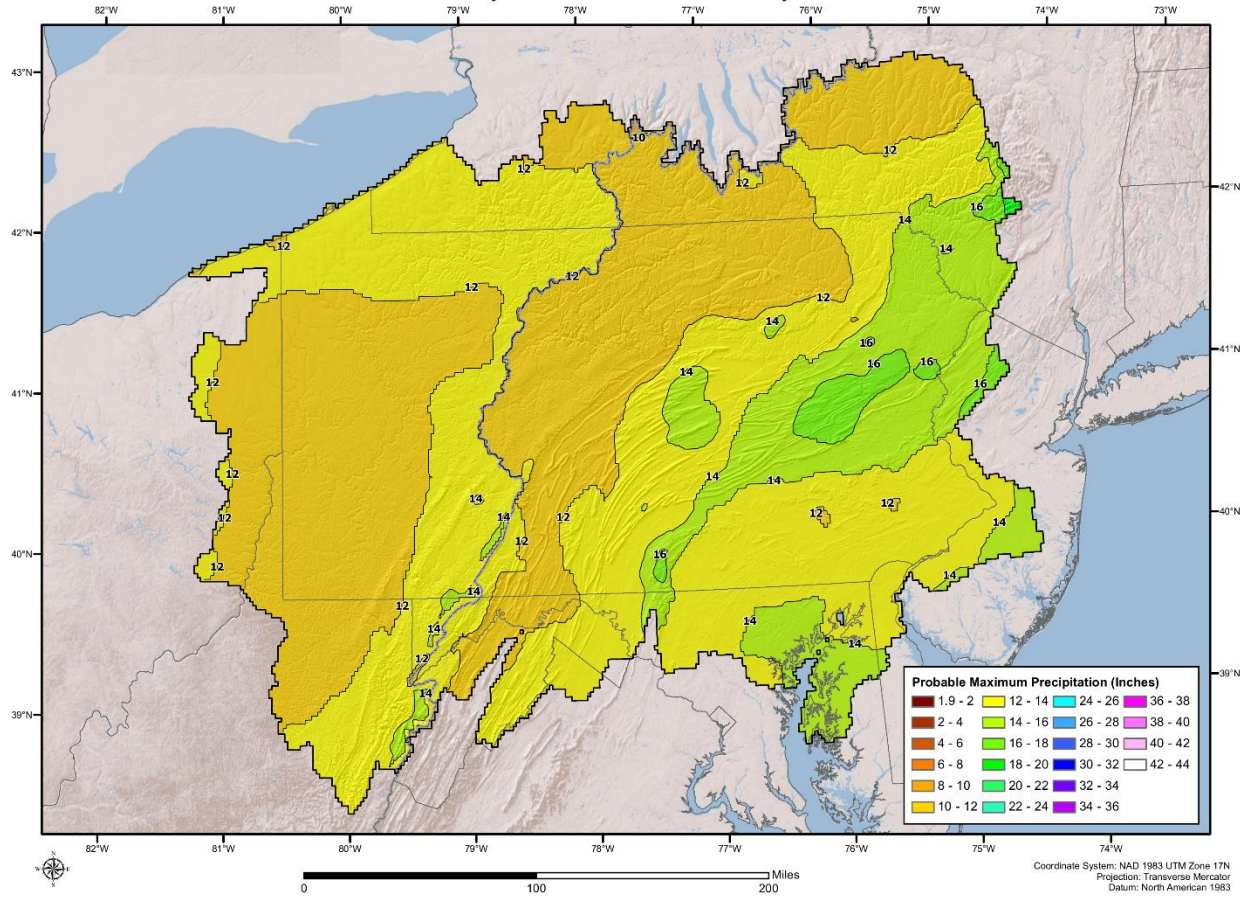 82°W 81°W 80°W 79°W 78°W 77°W 76°W 75°W 74°W 73°W
43°N
10
12
12
12
42°N
42°N
16
14
12
14
12
12
12
14
16
41°N
14
16
16
12
16
41°N
14
14
12
14
12
12
12
14
12
14
40°N
12
40°N
16
12
14
14
12
14
14
14
12
14
39°N
14
39°N
Probable Maximum Precipitation (Inches)
1.9 - 2 12 - 14 24 - 26 36 - 38
2 - 4 14 - 16 26 - 28 38 - 40
4 - 6 16 - 18 28 - 30 40 - 42
6 - 8 18 - 20 30 - 32 42 - 44
8 - 10 20 - 22 32 - 34
10 - 12 22 - 24 34 - 36
82°W 81°W 80°W 79°W 78°W 77°W 76°W 75°W 74°W
N
W E
S
Miles
0 100 200
Coordinate System: NAD 1983 UTM Zone 17N
Projection: Transverse Mercator
Datum: North American 1983